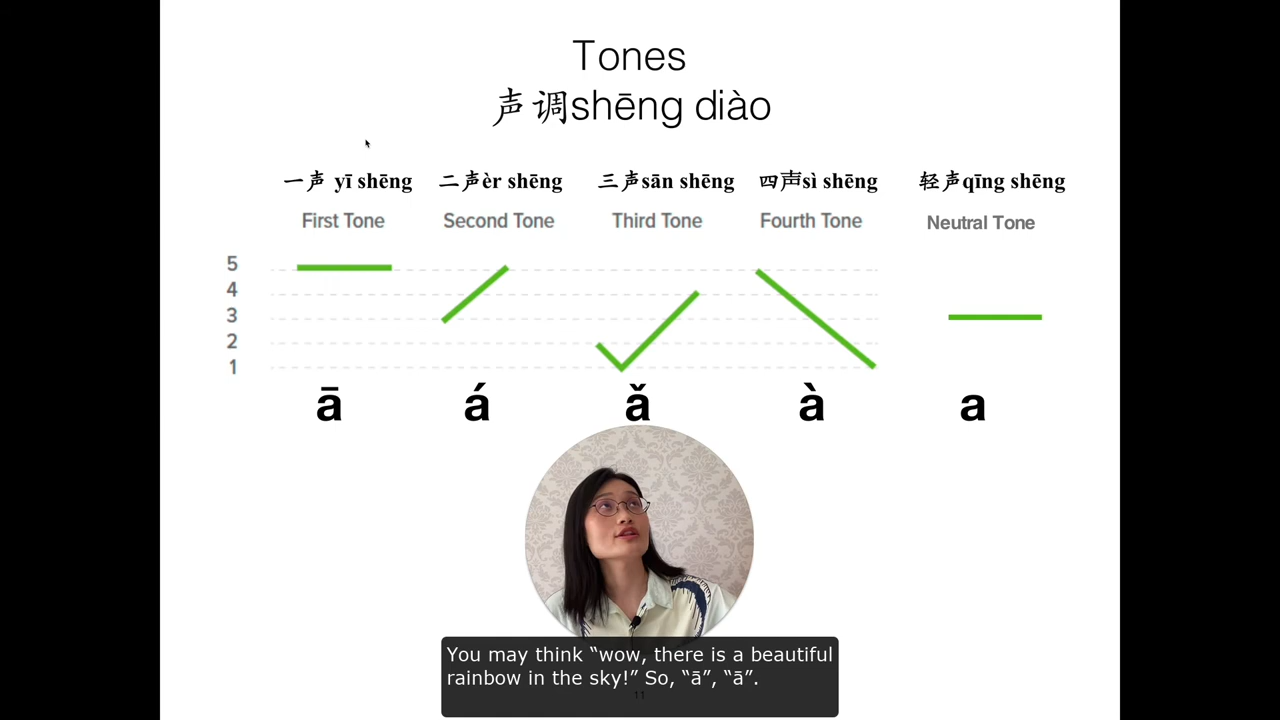 Tones
声调shēng diào
一声 yī shēng 二声èr shēng 三声sān shēng 四声sì shēng 轻声qīng shēng
First Tone Second Tone Third Tone Fourth Tone Neutral Tone
5
4
3
2
1
ā á ǎ à a
You may think “wow, there is a beautiful
rainbow in the sky!” So, “ā”, “ā”.
11